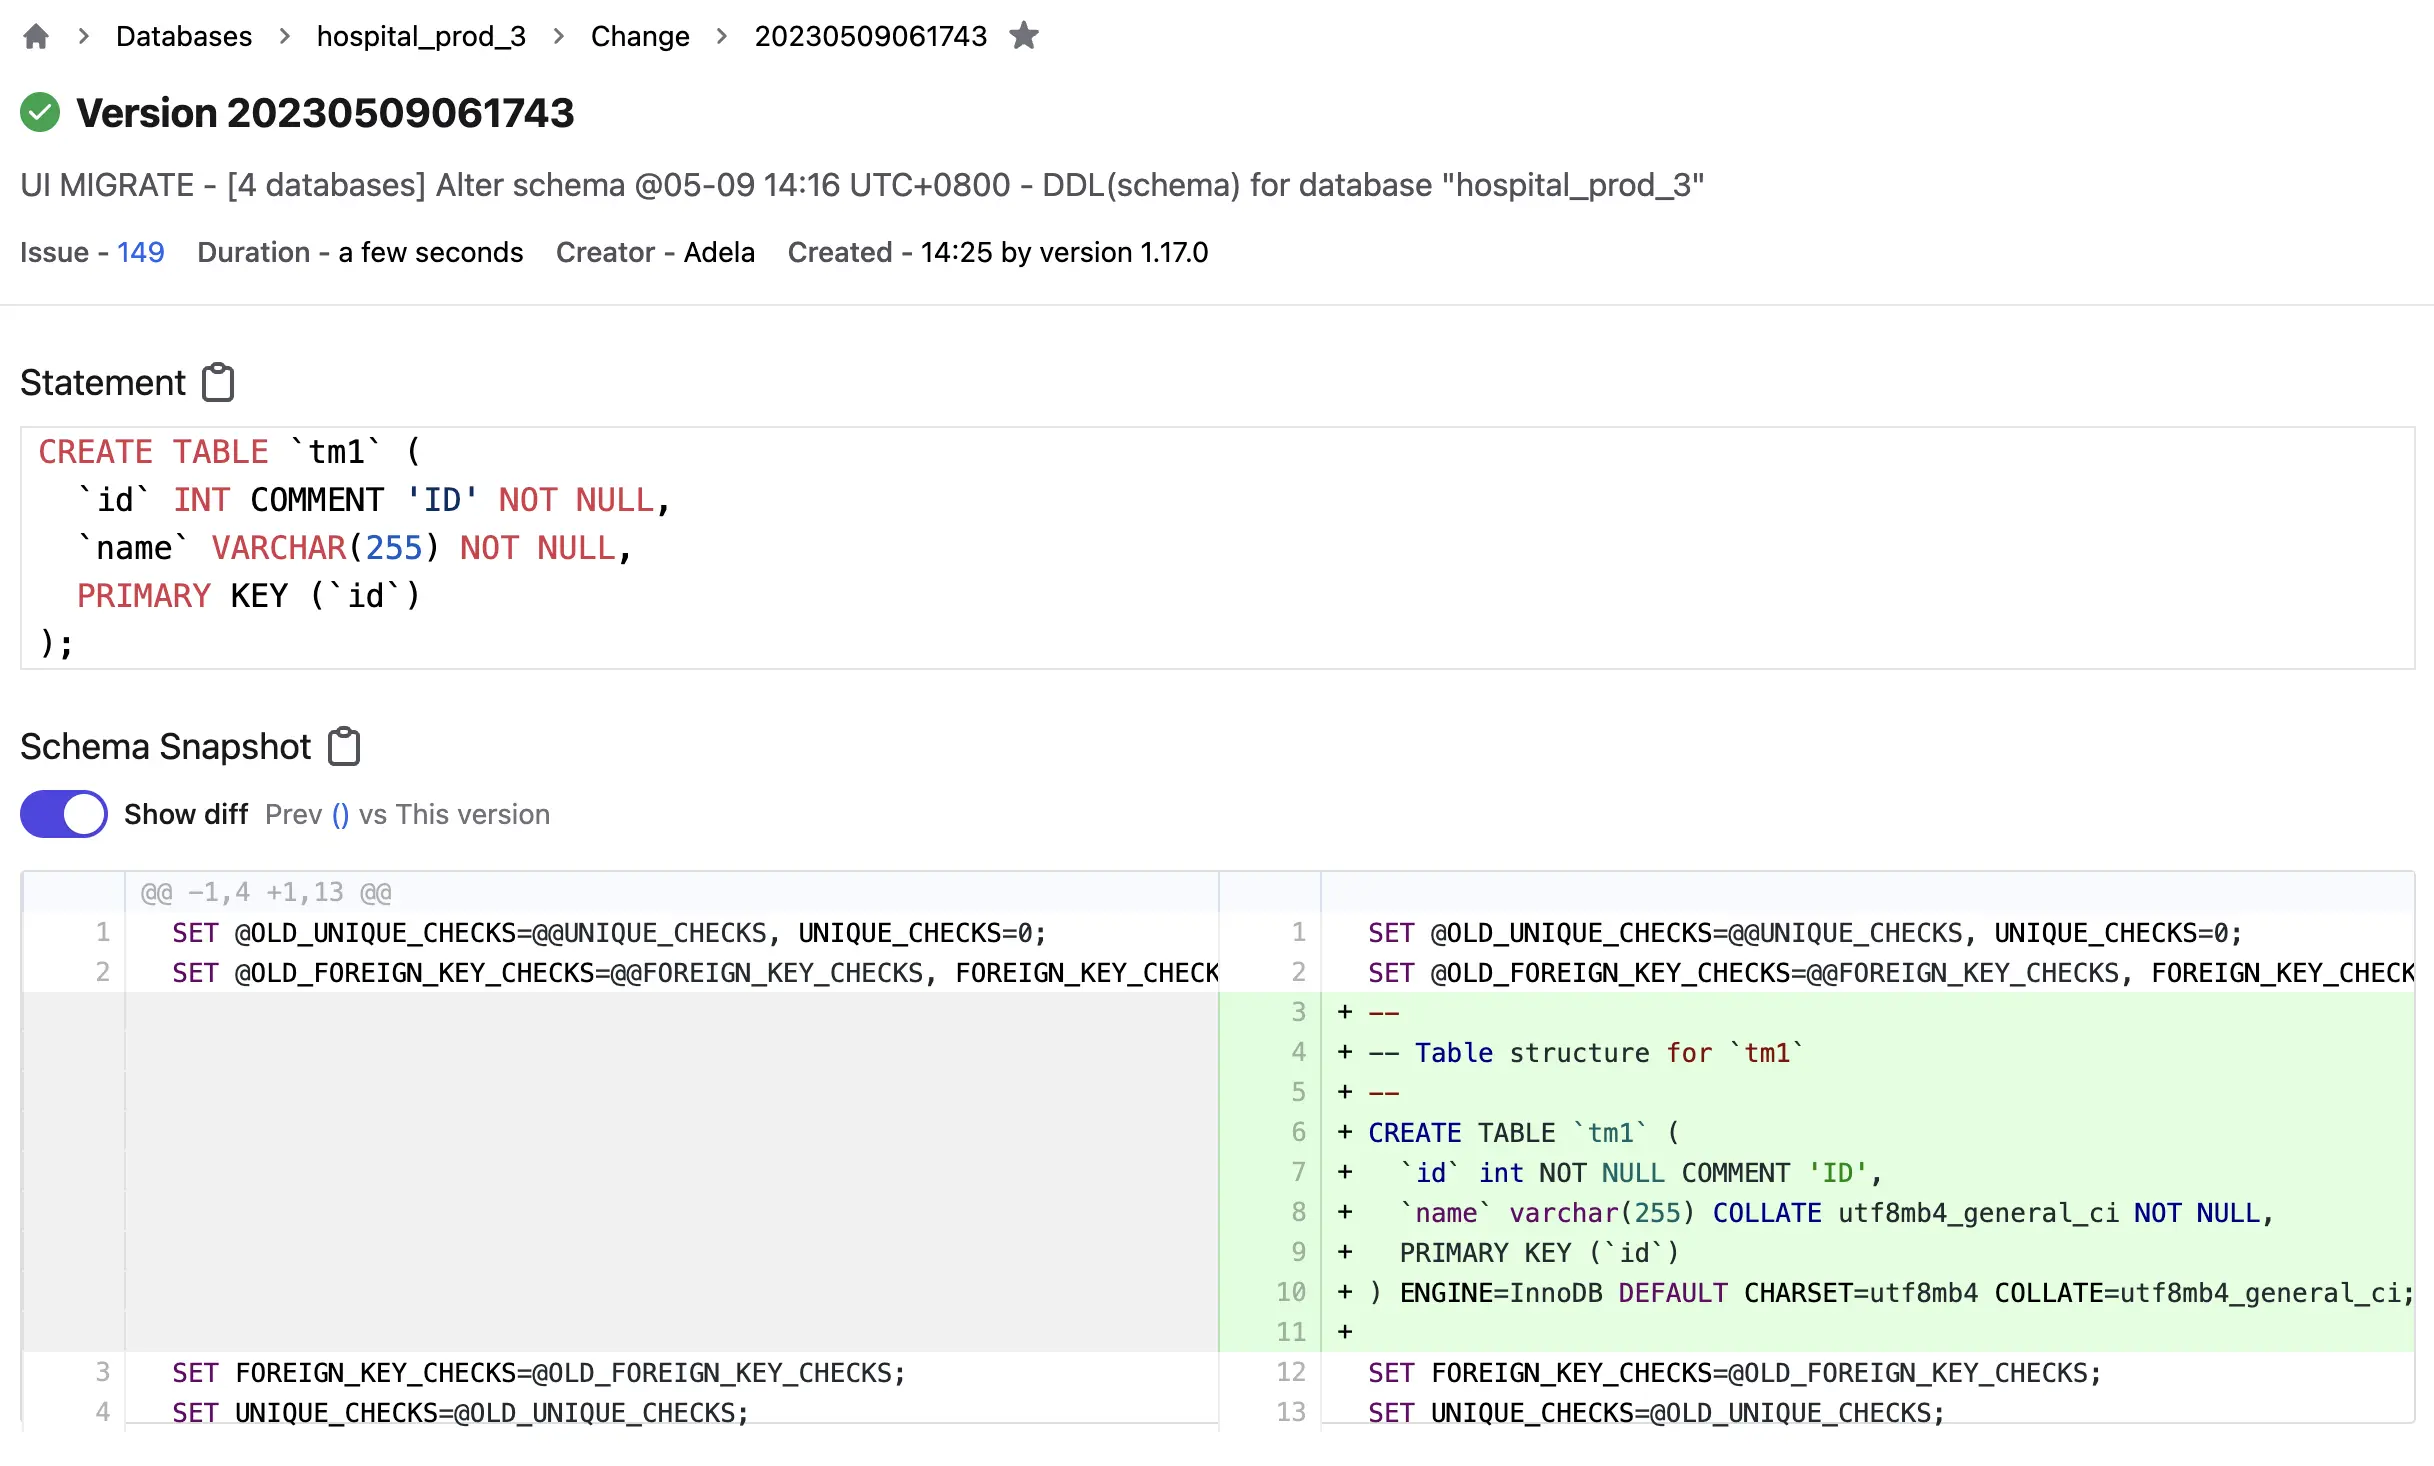 Databases > hospital_prod_3 > Change > 20230509061743
Version 20230509061743
UI MIGRATE - [4 databases] Alter schema @05-09 14:16 UTC+0800 - DDL(schema) for database "hospital_prod_3"
Issue - 149 Duration - a few seconds Creator - Adela Created - 14:25 by version 1.17.0
Statement
CREATE TABLE `tm1` (
  `id` INT COMMENT 'ID' NOT NULL,
  `name` VARCHAR(255) NOT NULL,
  PRIMARY KEY (`id`)
);
Schema Snapshot
Show diff Prev () vs This version
@@ -1,4 +1,13 @@
1 SET @OLD_UNIQUE_CHECKS=@@UNIQUE_CHECKS, UNIQUE_CHECKS=0;
2 SET @OLD_FOREIGN_KEY_CHECKS=@@FOREIGN_KEY_CHECKS, FOREIGN_KEY_CHECK
3 SET FOREIGN_KEY_CHECKS=@OLD_FOREIGN_KEY_CHECKS;
4 SET UNIQUE_CHECKS=@OLD_UNIQUE_CHECKS;
1 SET @OLD_UNIQUE_CHECKS=@@UNIQUE_CHECKS, UNIQUE_CHECKS=0;
2 SET @OLD_FOREIGN_KEY_CHECKS=@@FOREIGN_KEY_CHECKS, FOREIGN_KEY_CHECK
3 + --
4 + -- Table structure for `tm1`
5 + --
6 + CREATE TABLE `tm1` (
7 +   `id` int NOT NULL COMMENT 'ID',
8 +   `name` varchar(255) COLLATE utf8mb4_general_ci NOT NULL,
9 +   PRIMARY KEY (`id`)
10 + ) ENGINE=InnoDB DEFAULT CHARSET=utf8mb4 COLLATE=utf8mb4_general_ci;
11 +
12 SET FOREIGN_KEY_CHECKS=@OLD_FOREIGN_KEY_CHECKS;
13 SET UNIQUE_CHECKS=@OLD_UNIQUE_CHECKS;